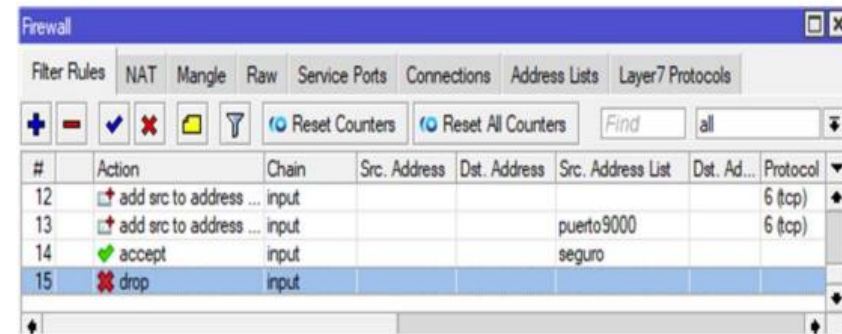 Firewall
Filter Rules NAT Mangle Raw Service Ports Connections Address Lists Layer7 Protocols
Reset Counters Reset All Counters Find all
# Action Chain Src. Address Dst. Address Src. Address List Dst. Ad... Protocol
12 add src to address ... input 6 (tcp)
13 add src to address ... input puerto9000 6 (tcp)
14 accept input seguro
15 drop input